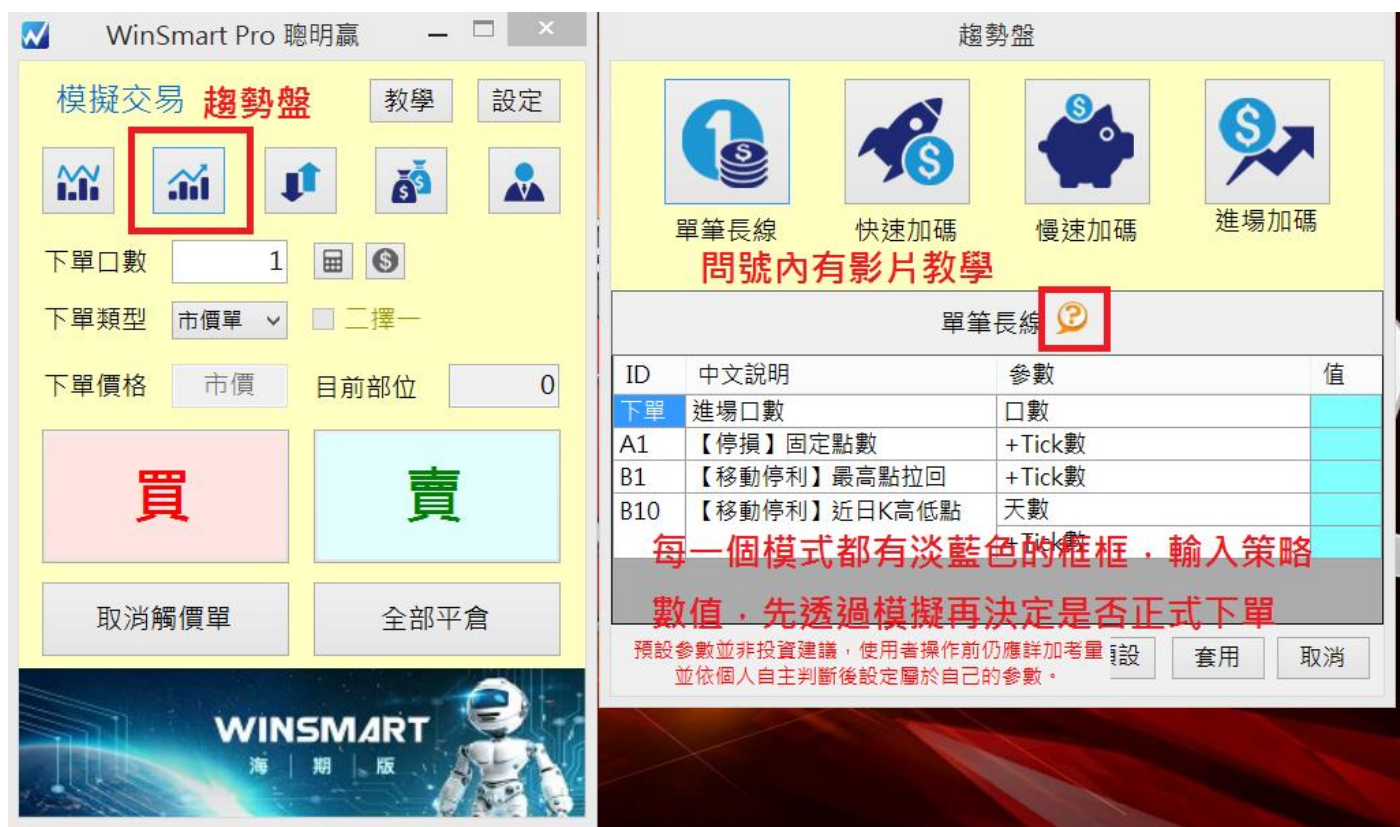 WinSmart Pro 聰明贏
模擬交易 趨勢盤 教學 設定
下單口數 1
下單類型 市價單 二擇一
下單價格 市價 目前部位 0
買 賣
取消觸價單 全部平倉
WINSMART
海 | 期 | 版
趨勢盤
單筆長線 快速加碼 慢速加碼 進場加碼
問號內有影片教學
單筆長線
ID 中文說明 參數 值
下單 進場口數 口數
A1 【停損】固定點數 +Tick數
B1 【移動停利】最高點拉回 +Tick數
B10 【移動停利】近日K高低點 天數
+Tick數
每一個模式都有淡藍色的框框，輸入策略
數值，先透過模擬再決定是否正式下單
預設參數並非投資建議，使用者操作前仍應詳加考量
並依個人自主判斷後設定屬於自己的參數。
設 套用 取消